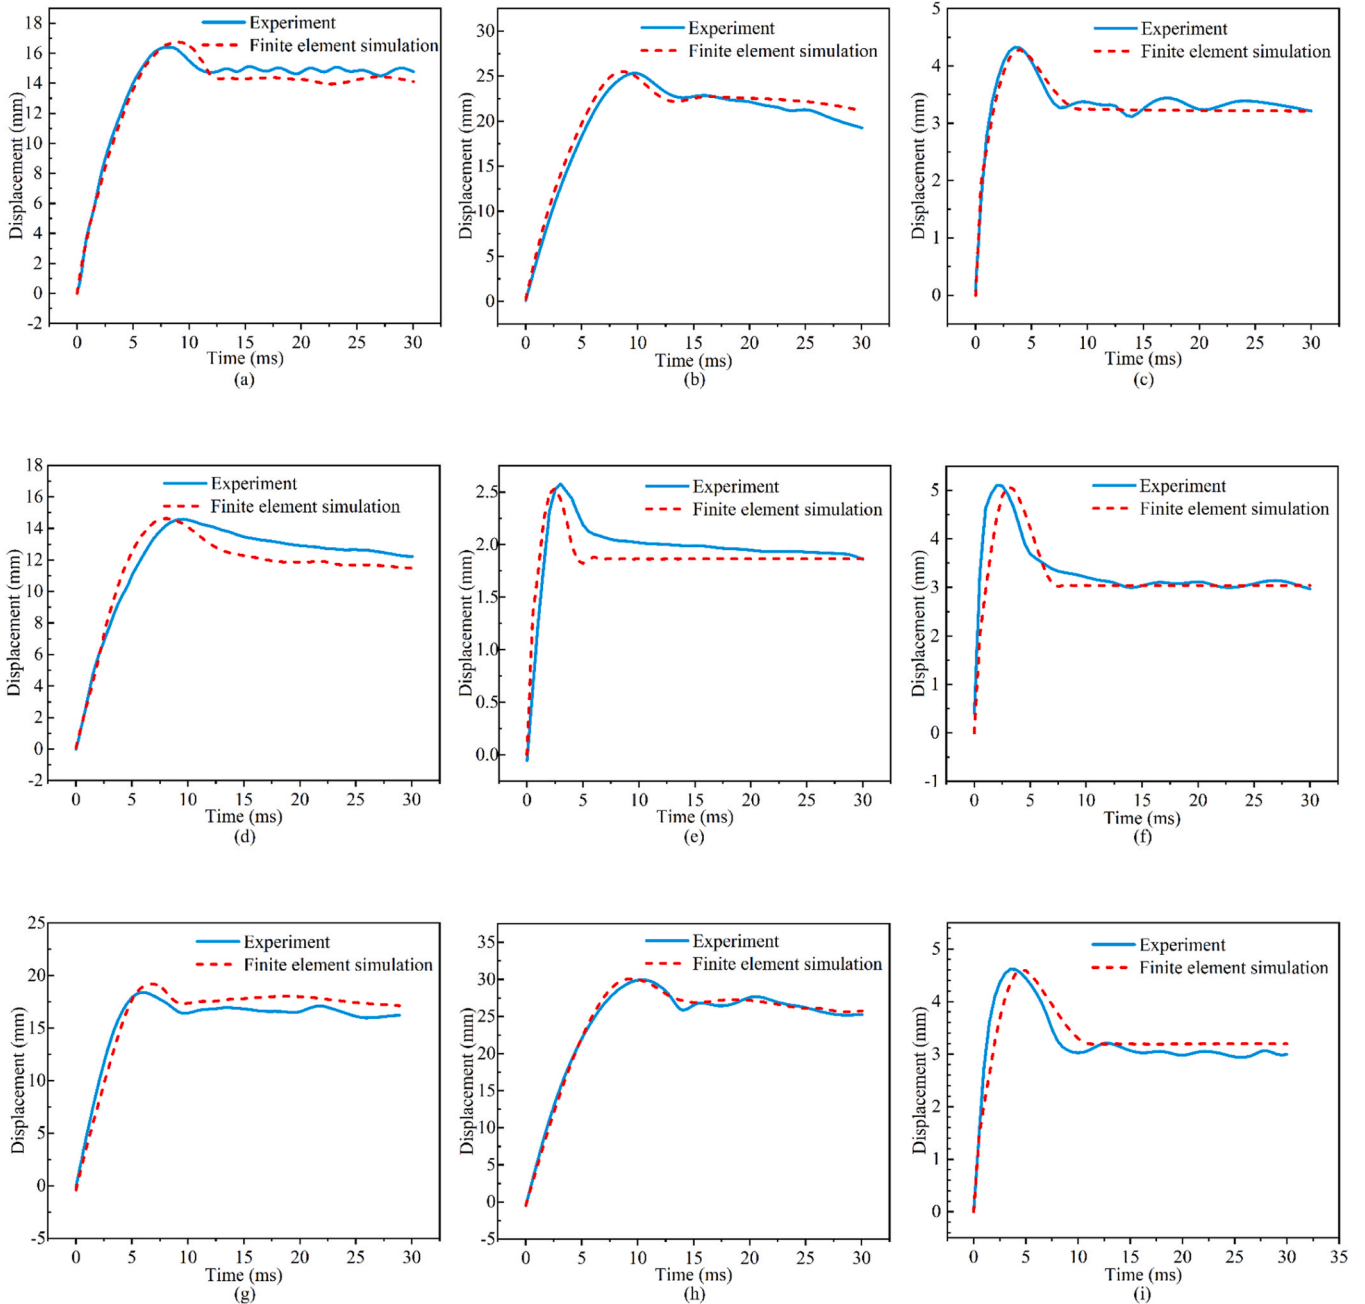 18
16
14
12
10
8
6
4
2
0
-2
Displacement (mm)
Experiment
Finite element simulation
0 5 10 15 20 25 30
Time (ms)
(a)
30
25
20
15
10
5
0
Displacement (mm)
Experiment
Finite element simulation
0 5 10 15 20 25 30
Time (ms)
(b)
5
4
3
2
1
0
Displacement (mm)
Experiment
Finite element simulation
0 5 10 15 20 25 30
Time (ms)
(c)
18
16
14
12
10
8
6
4
2
0
-2
Displacement (mm)
Experiment
Finite element simulation
0 5 10 15 20 25 30
Time (ms)
(d)
2.5
2.0
1.5
1.0
0.5
0.0
Displacement (mm)
Experiment
Finite element simulation
0 5 10 15 20 25 30
Time (ms)
(e)
5
4
3
2
1
0
-1
Displacement (mm)
Experiment
Finite element simulation
0 5 10 15 20 25 30
Time (ms)
(f)
25
20
15
10
5
0
-5
Displacement (mm)
Experiment
Finite element simulation
0 5 10 15 20 25 30
Time (ms)
(g)
35
30
25
20
15
10
5
0
-5
Displacement (mm)
Experiment
Finite element simulation
0 5 10 15 20 25 30
Time (ms)
(h)
5
4
3
2
1
0
Displacement (mm)
Experiment
Finite element simulation
0 5 10 15 20 25 30 35
Time (ms)
(i)